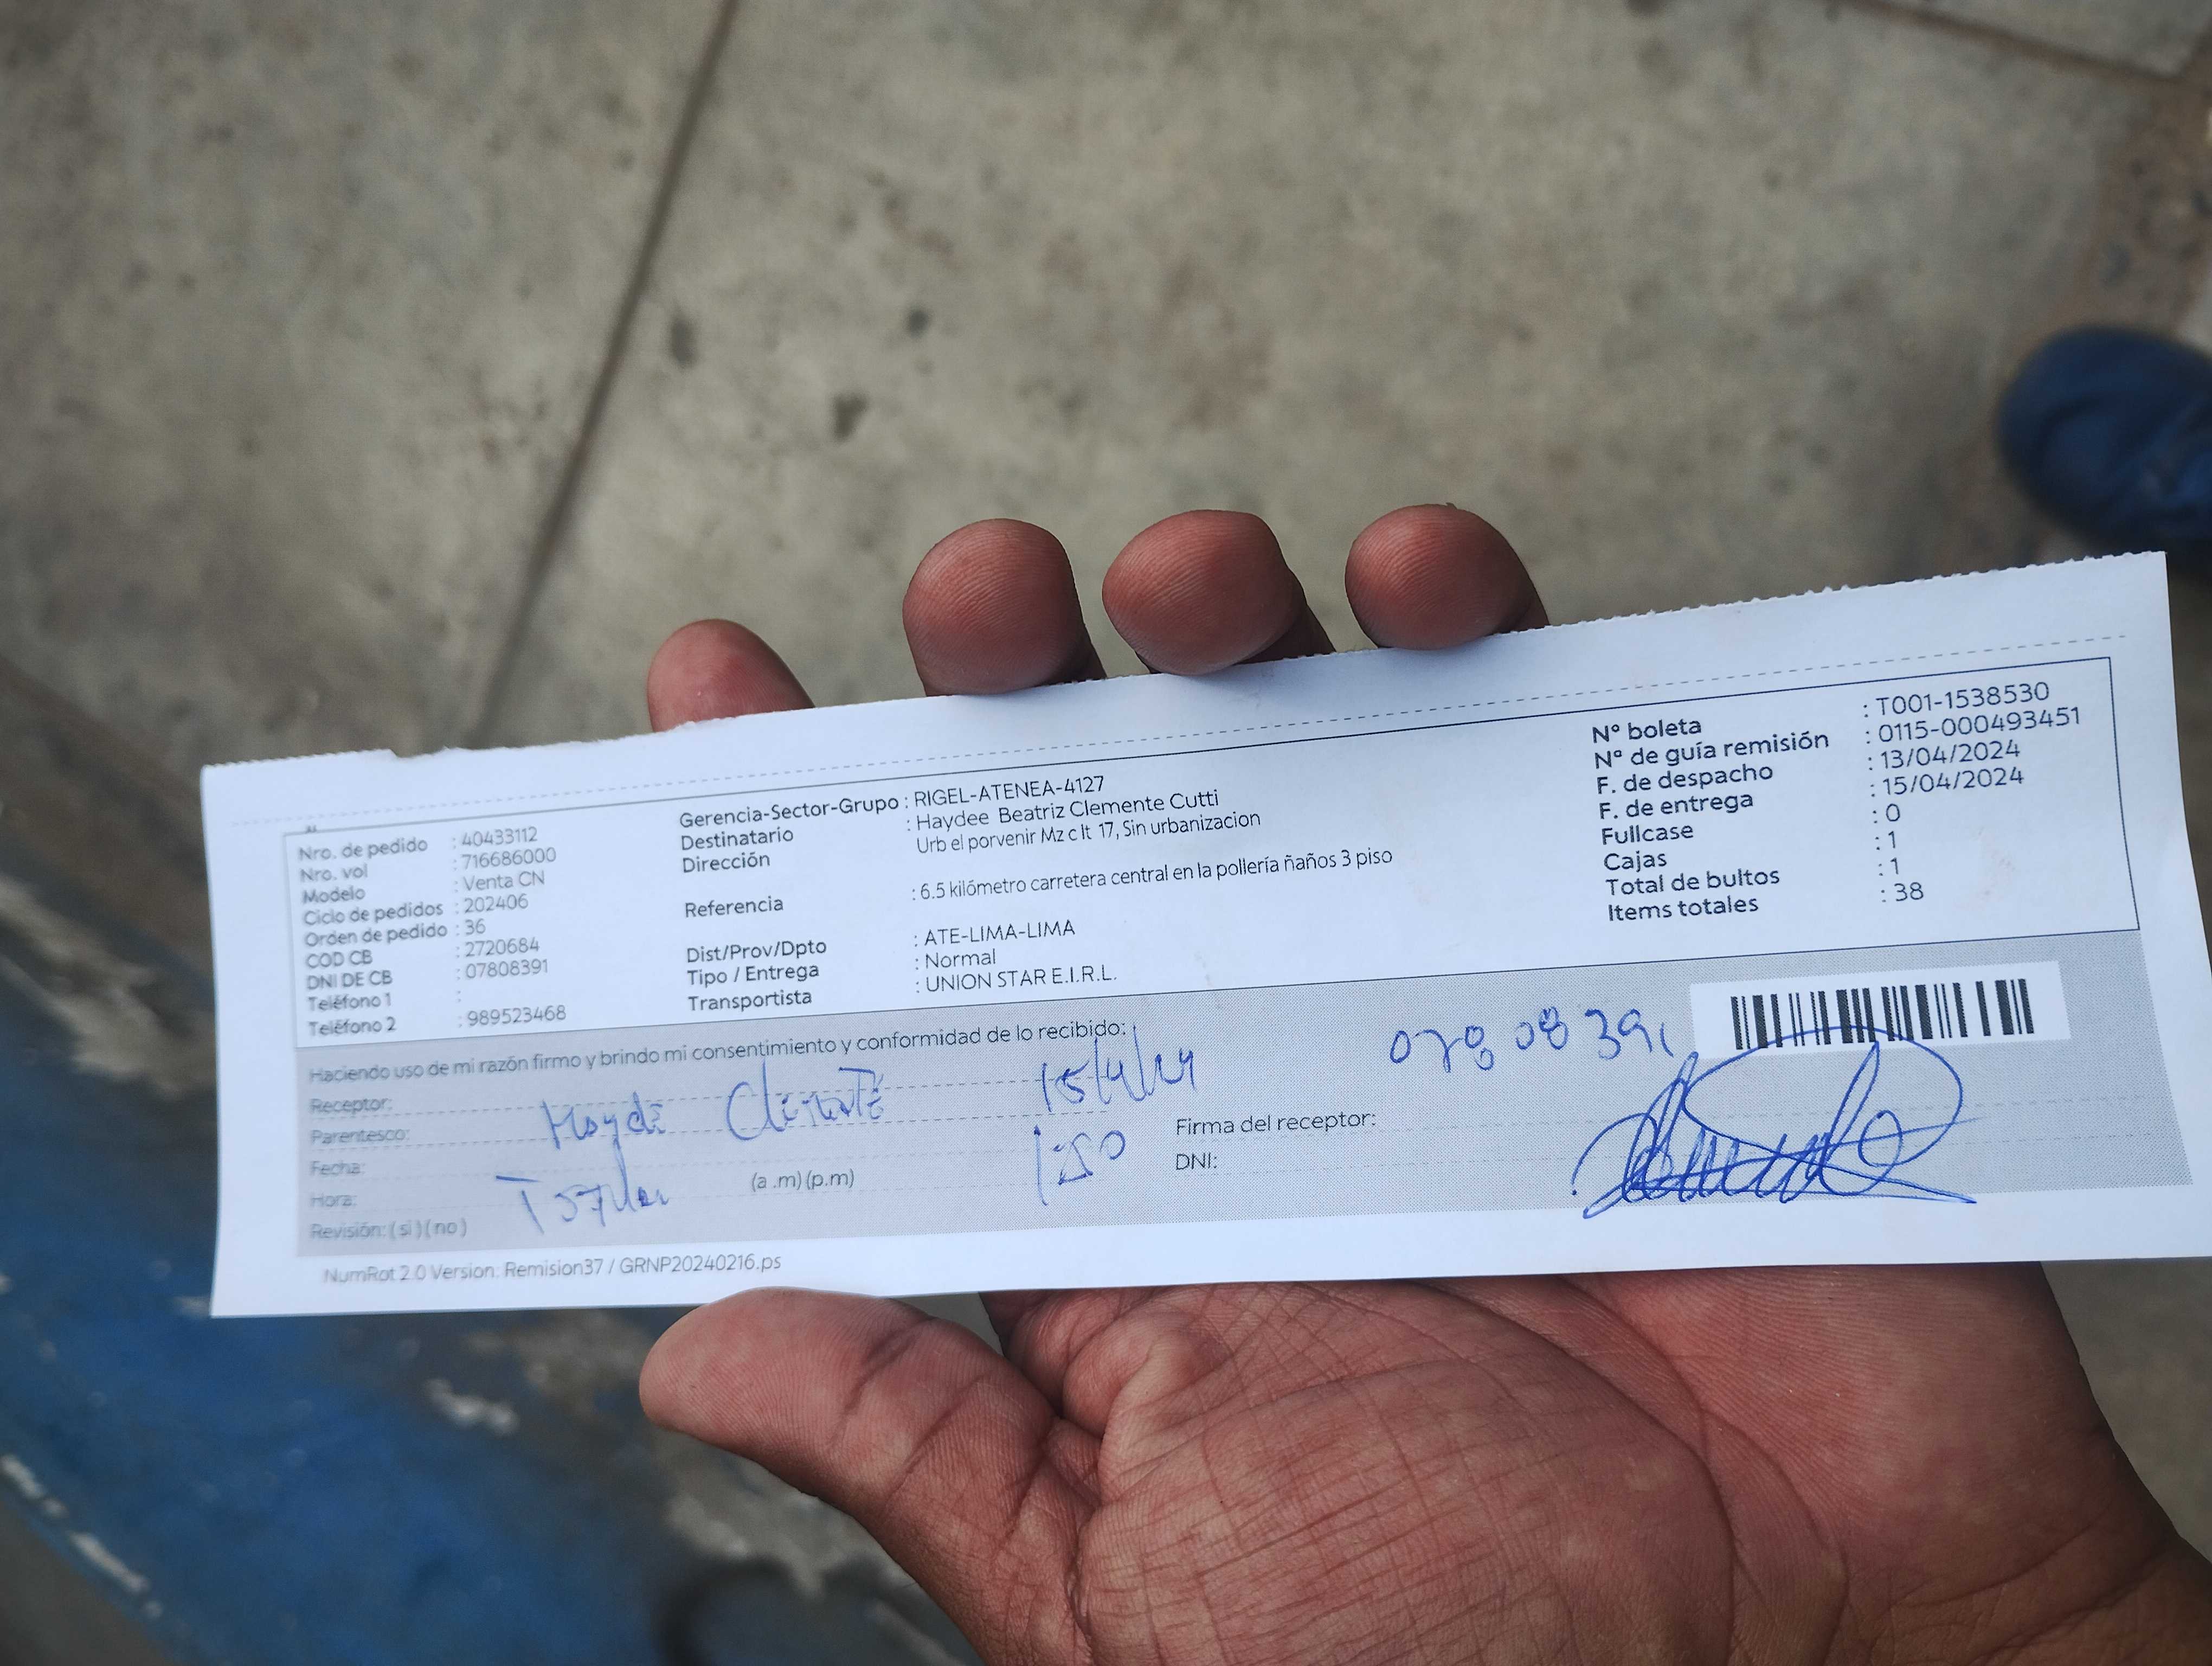 Nro. de pedido : 40433112
Nro. vol : 716686000
Modelo : Venta CN
Ciclo de pedidos : 202406
Orden de pedido : 36
COD CB : 2720684
DNI DE CB : 07808391
Teléfono 1 :
Teléfono 2 : 989523468
Gerencia-Sector-Grupo : RIGEL-ATENEA-4127
Destinatario : Haydee Beatriz Clemente Cutti
Dirección Urb el porvenir Mz c lt 17, Sin urbanizacion
Referencia : 6.5 kilómetro carretera central en la pollería ñaños 3 piso
Dist/Prov/Dpto : ATE-LIMA-LIMA
Tipo / Entrega : Normal
Transportista : UNION STAR E.I.R.L.
Nº boleta : T001-1538530
Nº de guía remisión : 0115-000493451
F. de despacho : 13/04/2024
F. de entrega : 15/04/2024
Fullcase : 0
Cajas : 1
Total de bultos : 1
Items totales : 38
Haciendo uso de mi razón firmo y brindo mi consentimiento y conformidad de lo recibido:
Receptor:
Parentesco:
Fecha:
Hora: (a .m) (p.m)
Revisión: ( si ) ( no )
15/4/24
Firma del receptor:
DNI:
07808391
NumRot 2.0 Version: Remision37 / GRNP20240216.ps